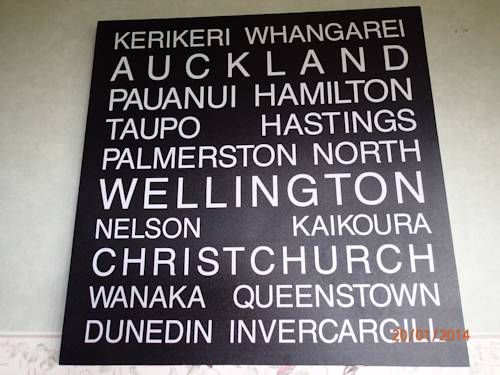 KERIKERI WHANGAREI
AUCKLAND
PAUANUI HAMILTON
TAUPO HASTINGS
PALMERSTON NORTH
WELLINGTON
NELSON KAIKOURA
CHRISTCHURCH
WANAKA QUEENSTOWN
DUNEDIN INVERCARGILL
20/01/2014